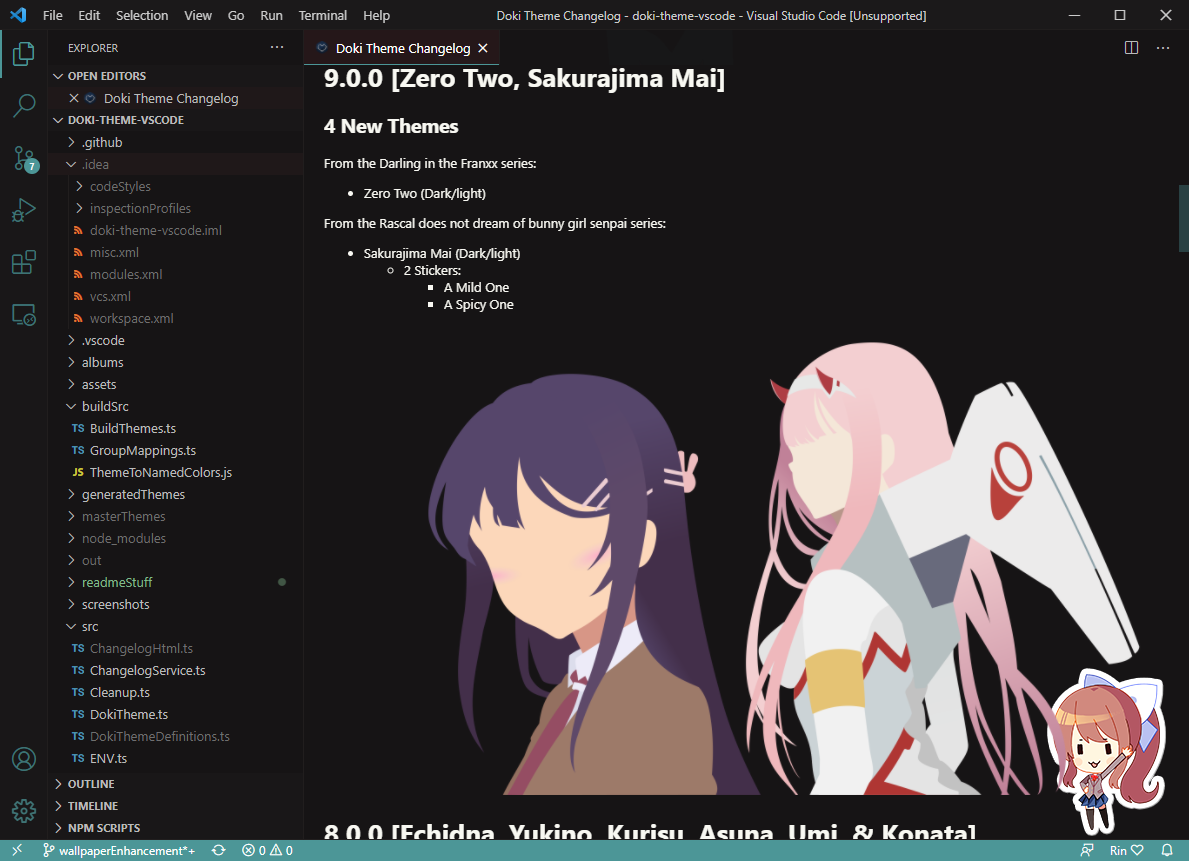 File Edit Selection View Go Run Terminal Help
Doki Theme Changelog - doki-theme-vscode - Visual Studio Code [Unsupported]
EXPLORER
OPEN EDITORS
Doki Theme Changelog
DOKI-THEME-VSCODE
.github
.idea
codeStyles
inspectionProfiles
doki-theme-vscode.iml
misc.xml
modules.xml
vcs.xml
workspace.xml
.vscode
albums
assets
buildSrc
TS BuildThemes.ts
TS GroupMappings.ts
JS ThemeToNamedColors.js
generatedThemes
masterThemes
node_modules
out
readmeStuff
screenshots
src
TS ChangelogHtml.ts
TS ChangelogService.ts
TS Cleanup.ts
TS DokiTheme.ts
TS DokiThemeDefinitions.ts
TS ENV.ts
OUTLINE
TIMELINE
NPM SCRIPTS
7
Doki Theme Changelog
9.0.0 [Zero Two, Sakurajima Mai]
4 New Themes
From the Darling in the Franxx series:
Zero Two (Dark/light)
From the Rascal does not dream of bunny girl senpai series:
Sakurajima Mai (Dark/light)
2 Stickers:
A Mild One
A Spicy One
8.0.0 [Echidna, Yukino, Kurisu, Asuna, Umi, & Konata]
wallpaperEnhancement*+ 0 0 Rin